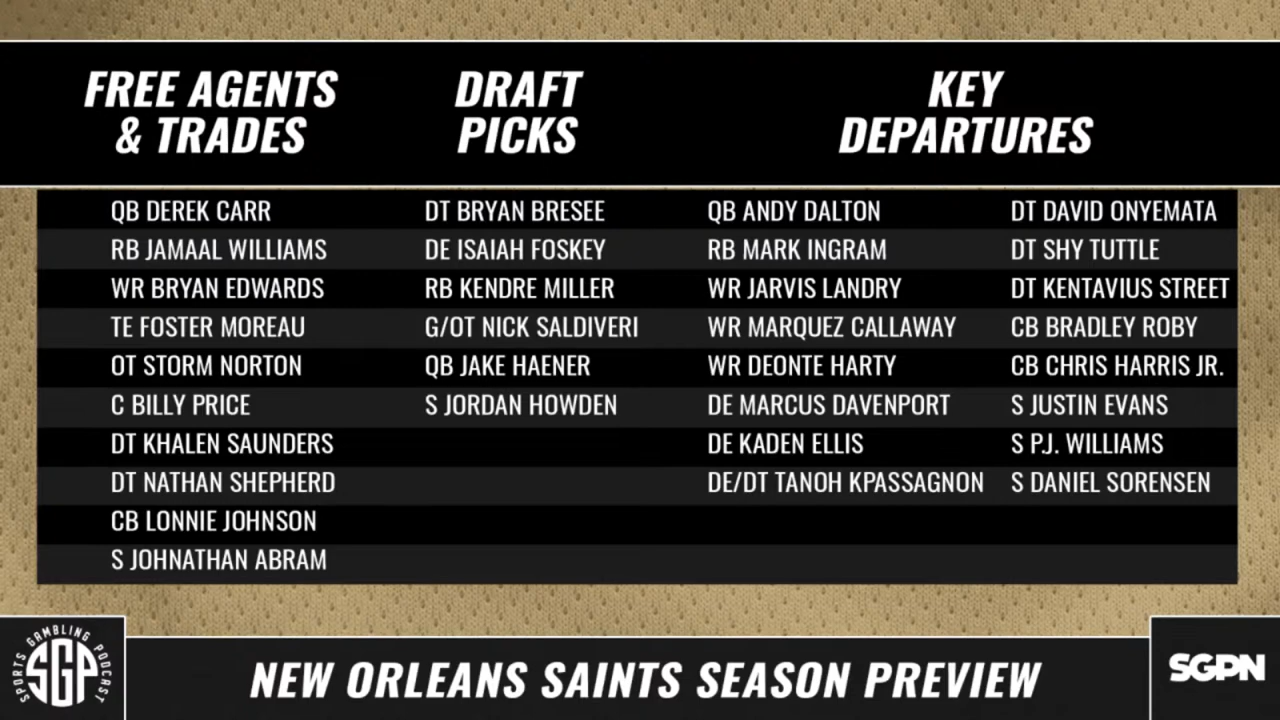 FREE AGENTS
& TRADES
DRAFT
PICKS
KEY
DEPARTURES
QB DEREK CARR
RB JAMAAL WILLIAMS
WR BRYAN EDWARDS
TE FOSTER MOREAU
OT STORM NORTON
C BILLY PRICE
DT KHALEN SAUNDERS
DT NATHAN SHEPHERD
CB LONNIE JOHNSON
S JOHNATHAN ABRAM
DT BRYAN BRESEE
DE ISAIAH FOSKEY
RB KENDRE MILLER
G/OT NICK SALDIVERI
QB JAKE HAENER
S JORDAN HOWDEN
QB ANDY DALTON
RB MARK INGRAM
WR JARVIS LANDRY
WR MARQUEZ CALLAWAY
WR DEONTE HARTY
DE MARCUS DAVENPORT
DE KADEN ELLIS
DE/DT TANOH KPASSAGNON
DT DAVID ONYEMATA
DT SHY TUTTLE
DT KENTAVIUS STREET
CB BRADLEY ROBY
CB CHRIS HARRIS JR.
S JUSTIN EVANS
S P.J. WILLIAMS
S DANIEL SORENSEN
SPORTS GAMBLING PODCAST
SGP
NEW ORLEANS SAINTS SEASON PREVIEW
SGPN